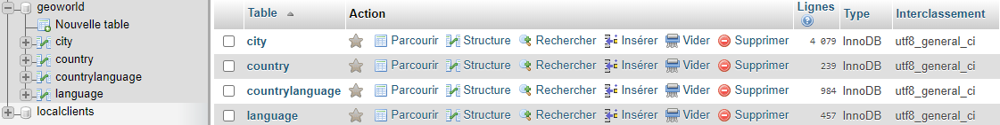 geoworld
Nouvelle table
city
country
countrylanguage
language
localclients
Table Action Lignes Type Interclassement
city Parcourir Structure Rechercher Insérer Vider Supprimer 4 079 InnoDB utf8_general_ci
country Parcourir Structure Rechercher Insérer Vider Supprimer 239 InnoDB utf8_general_ci
countrylanguage Parcourir Structure Rechercher Insérer Vider Supprimer 984 InnoDB utf8_general_ci
language Parcourir Structure Rechercher Insérer Vider Supprimer 457 InnoDB utf8_general_ci